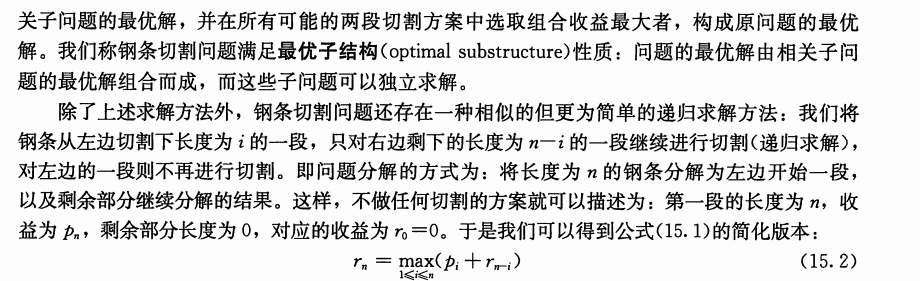 关子问题的最优解，并在所有可能的两段切割方案中选取组合收益最大者，构成原问题的最优
解。我们称钢条切割问题满足最优子结构(optimal substructure)性质：问题的最优解由相关子问
题的最优解组合而成，而这些子问题可以独立求解。
除了上述求解方法外，钢条切割问题还存在一种相似的但更为简单的递归求解方法：我们将
钢条从左边切割下长度为 i 的一段，只对右边剩下的长度为 n－i 的一段继续进行切割(递归求解)，
对左边的一段则不再进行切割。即问题分解的方式为：将长度为 n 的钢条分解为左边开始一段，
以及剩余部分继续分解的结果。这样，不做任何切割的方案就可以描述为：第一段的长度为 n，收
益为 pₙ，剩余部分长度为 0，对应的收益为 r₀＝0。于是我们可以得到公式(15.1)的简化版本：
rₙ = max_{1≤i≤n}(pᵢ + rₙ₋ᵢ) (15.2)